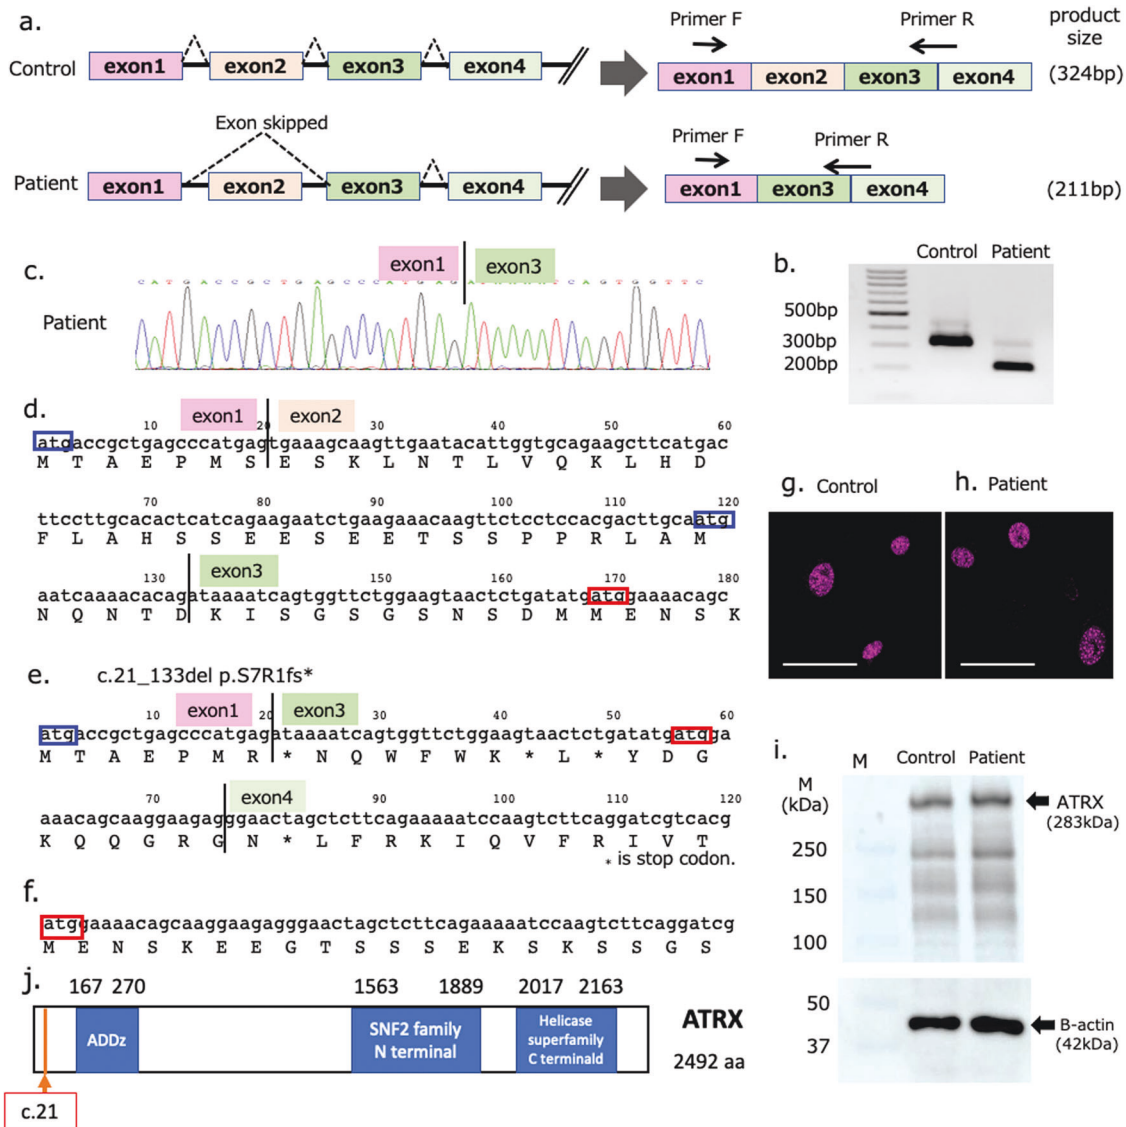 a.
Primer F
Primer R
product
size
Control
exon1
exon2
exon3
exon4
exon1
exon2
exon3
exon4
(324bp)
Exon skipped
Primer F
Primer R
Patient
exon1
exon2
exon3
exon4
exon1
exon3
exon4
(211bp)
c.
exon1
exon3
Patient
b.
Control
Patient
500bp
300bp
200bp
d.
exon1
exon2
10 20 30 40 50 60
atgaccgctgagcccatgagtgaaagcaagttgaatacattggtgcagaagcttcatgac
M T A E P M S E S K L N T L V Q K L H D
70 80 90 100 110 120
ttccttgcacactcatcagaagaatctgaagaaacaagttctcctccacgacttgcaatg
F L A H S S E E S E E T S S P P R L A M
exon3
130 150 160 170 180
aatcaaaacacagataaaatcagtggttctggaagtaactctgatatgatggaaaacagc
N Q N T D K I S G S G S N S D M M E N S K
e.
c.21_133del p.S7R1fs*
exon1
exon3
10 20 30 40 50 60
atgaccgctgagcccatgagataaaatcagtggttctggaagtaactctgatatgatgga
M T A E P M R * N Q W F W K * L * Y D G
70 exon4 90 100 110 120
aaacagcaaggaagagggaactagctcttcagaaaaatccaagtcttcaggatcgtcacg
K Q Q G R G N * L F R K I Q V F R I V T
* is stop codon.
f.
atggaaaacagcaaggaagagggaactagctcttcagaaaaatccaagtcttcaggatcg
M E N S K E E G T S S S E K S K S S G S
g. Control
h. Patient
i.
M
Control
Patient
M
(kDa)
ATRX
(283kDa)
250
150
100
50
37
B-actin
(42kDa)
j.
167 270
1563
1889
2017
2163
ADDz
SNF2 family
N terminal
Helicase
superfamily
C terminald
ATRX
2492 aa
c.21